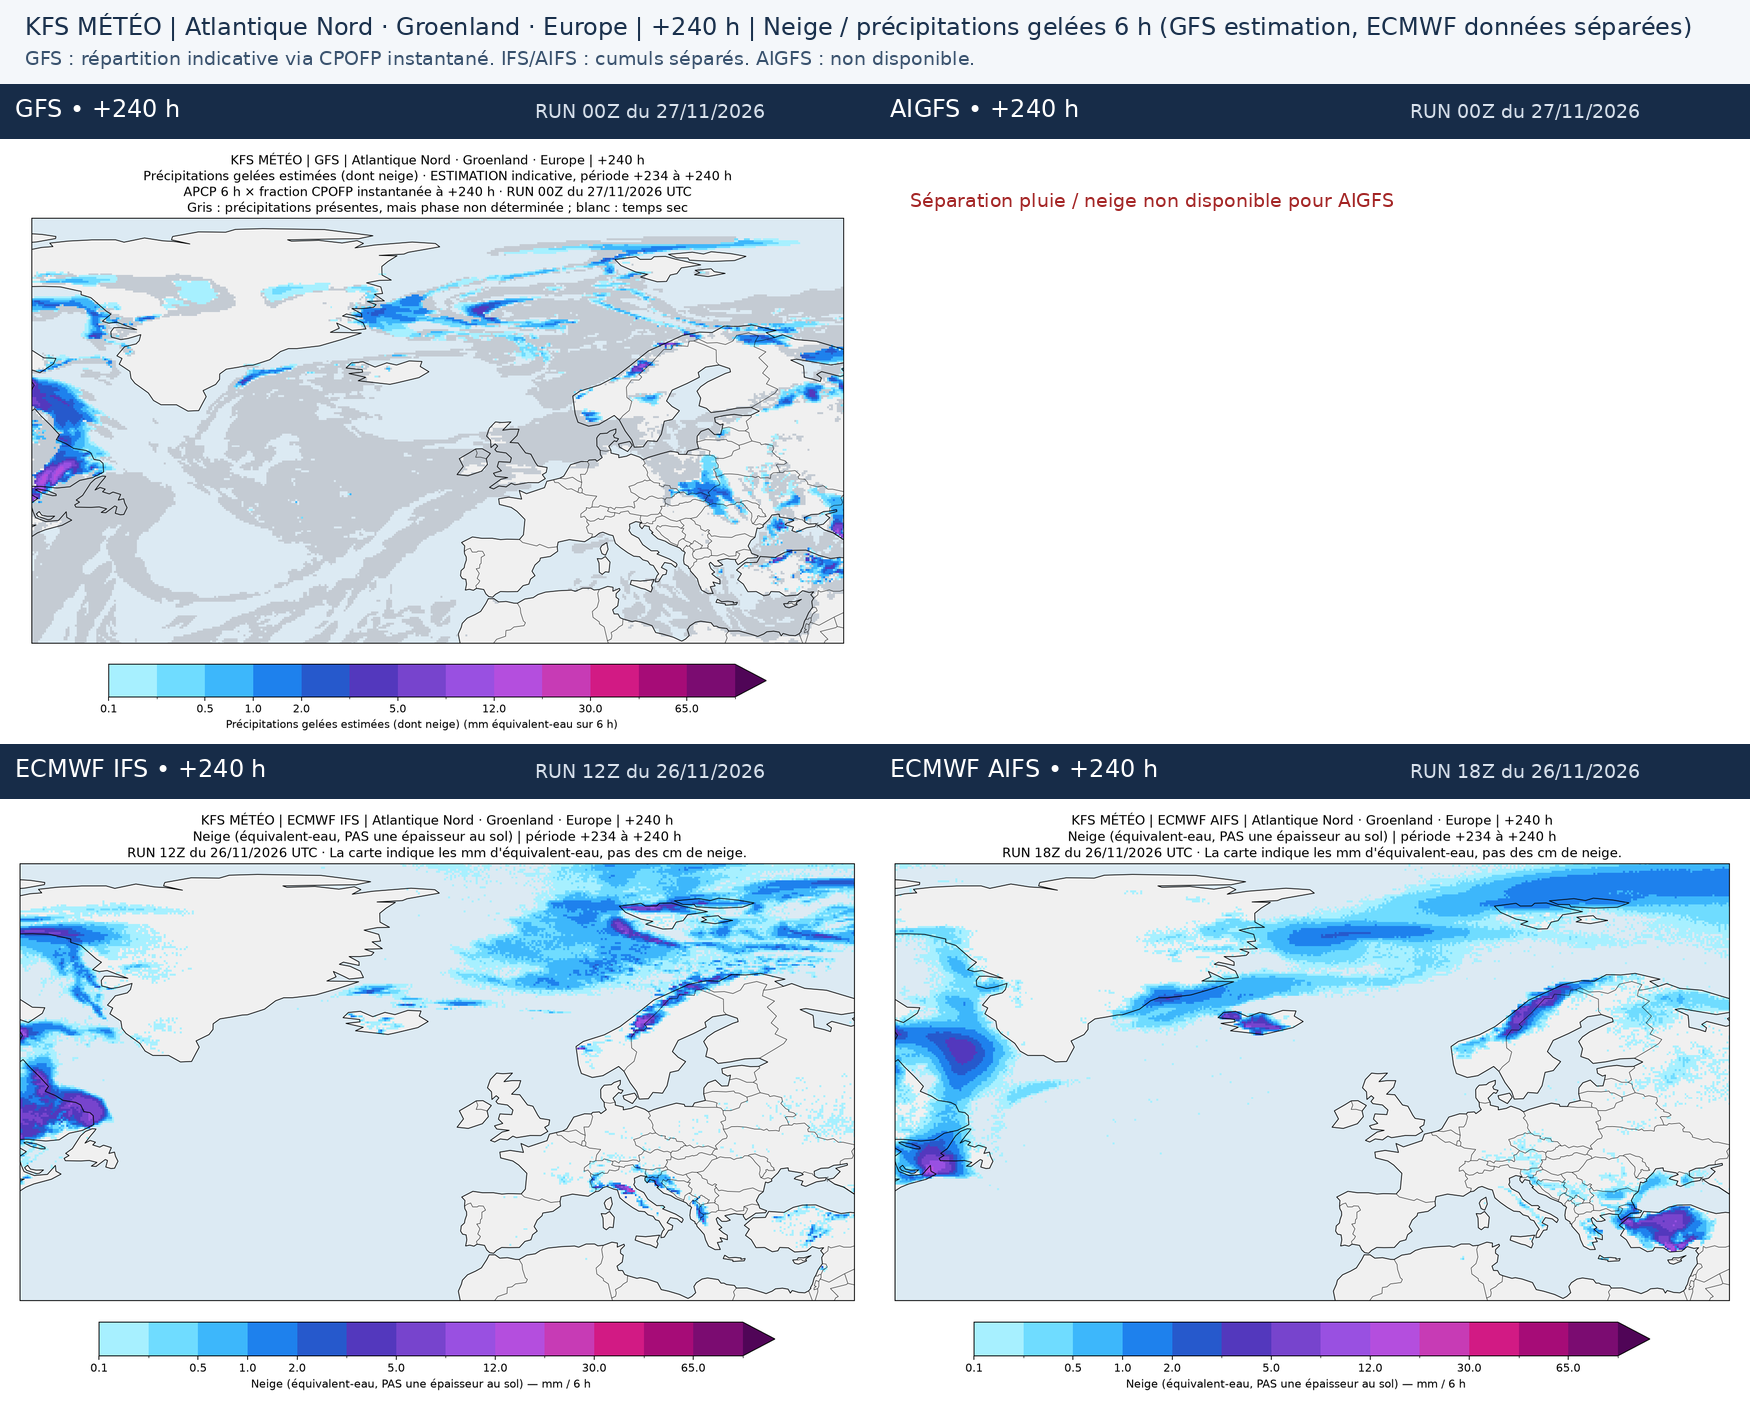 KFS MÉTÉO | Atlantique Nord · Groenland · Europe | +240 h | Neige / précipitations gelées 6 h (GFS estimation, ECMWF données séparées)
GFS : répartition indicative via CPOFP instantané. IFS/AIFS : cumuls séparés. AIGFS : non disponible.
GFS • +240 h
RUN 00Z du 27/11/2026
KFS MÉTÉO | GFS | Atlantique Nord · Groenland · Europe | +240 h
Précipitations gelées estimées (dont neige) · ESTIMATION indicative, période +234 à +240 h
APCP 6 h × fraction CPOFP instantanée à +240 h · RUN 00Z du 27/11/2026 UTC
Gris : précipitations présentes, mais phase non déterminée ; blanc : temps sec
0.1 0.5 1.0 2.0 5.0 12.0 30.0 65.0
Précipitations gelées estimées (dont neige) (mm équivalent-eau sur 6 h)
AIGFS • +240 h
RUN 00Z du 27/11/2026
Séparation pluie / neige non disponible pour AIGFS
ECMWF IFS • +240 h
RUN 12Z du 26/11/2026
KFS MÉTÉO | ECMWF IFS | Atlantique Nord · Groenland · Europe | +240 h
Neige (équivalent-eau, PAS une épaisseur au sol) | période +234 à +240 h
RUN 12Z du 26/11/2026 UTC · La carte indique les mm d'équivalent-eau, pas des cm de neige.
0.1 0.5 1.0 2.0 5.0 12.0 30.0 65.0
Neige (équivalent-eau, PAS une épaisseur au sol) — mm / 6 h
ECMWF AIFS • +240 h
RUN 18Z du 26/11/2026
KFS MÉTÉO | ECMWF AIFS | Atlantique Nord · Groenland · Europe | +240 h
Neige (équivalent-eau, PAS une épaisseur au sol) | période +234 à +240 h
RUN 18Z du 26/11/2026 UTC · La carte indique les mm d'équivalent-eau, pas des cm de neige.
0.1 0.5 1.0 2.0 5.0 12.0 30.0 65.0
Neige (équivalent-eau, PAS une épaisseur au sol) — mm / 6 h